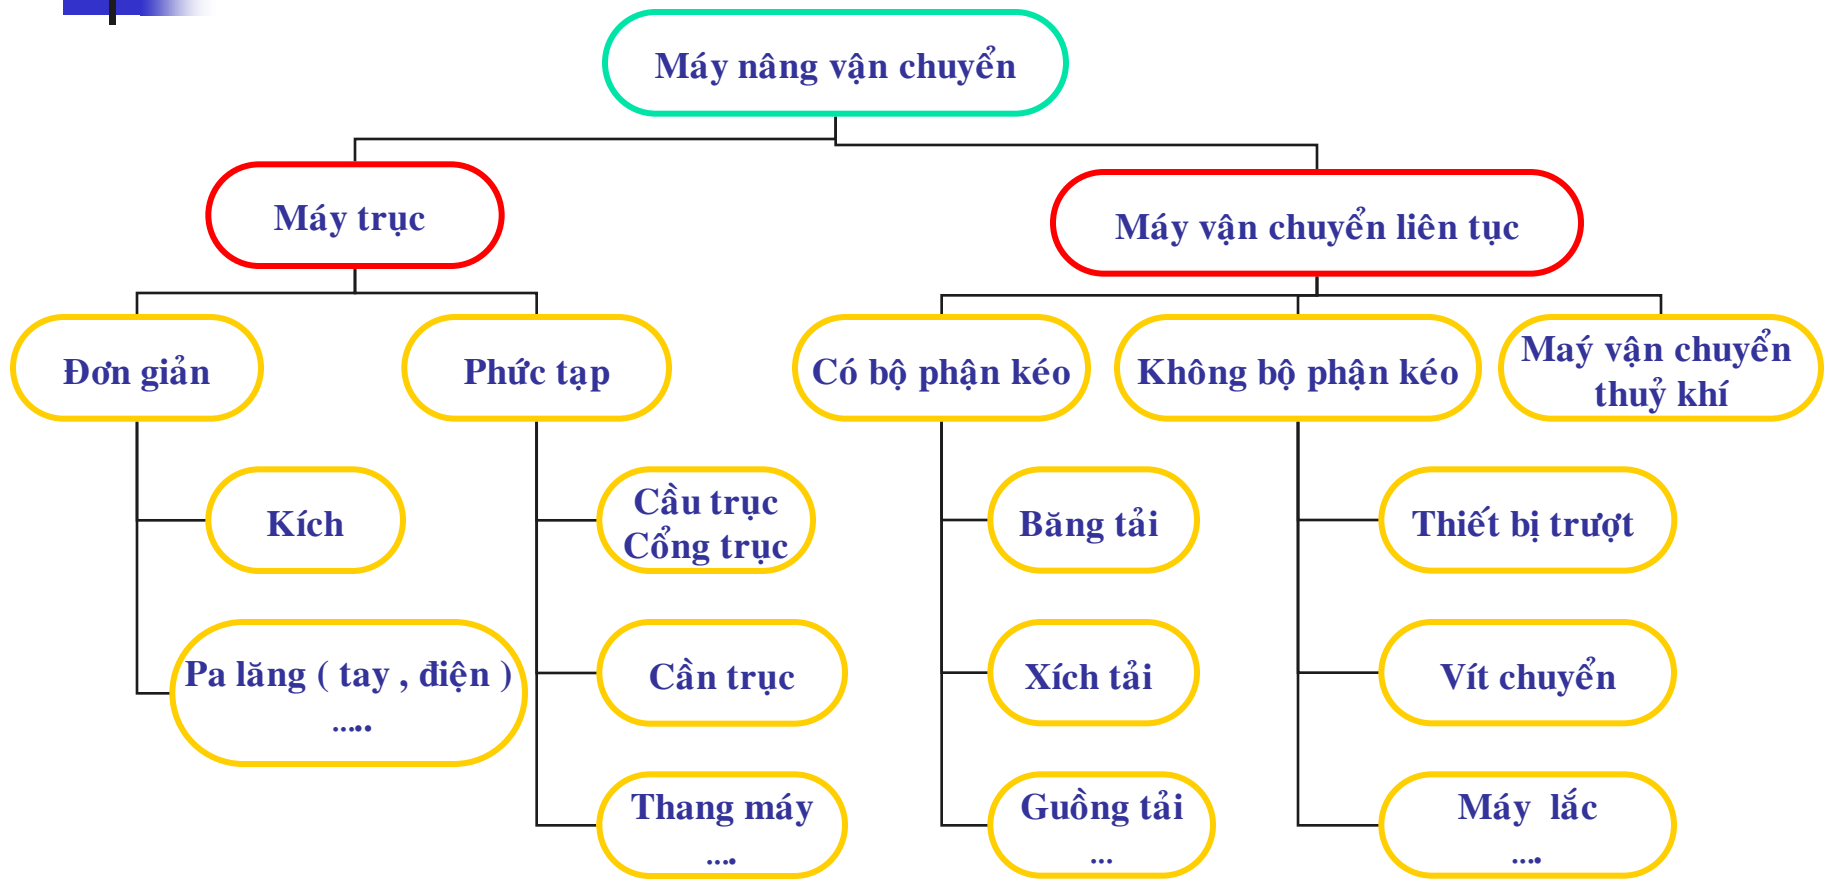 Máy nâng vận chuyển
Máy trục
Máy vận chuyển liên tục
Đơn giản
Phức tạp
Có bộ phận kéo
Không bộ phận kéo
Maý vận chuyển
thuỷ khí
Kích
Cầu trục
Cổng trục
Băng tải
Thiết bị trượt
Pa lăng ( tay , điện )
.....
Cần trục
Xích tải
Vít chuyển
Thang máy
....
Guồng tải
...
Máy lắc
....